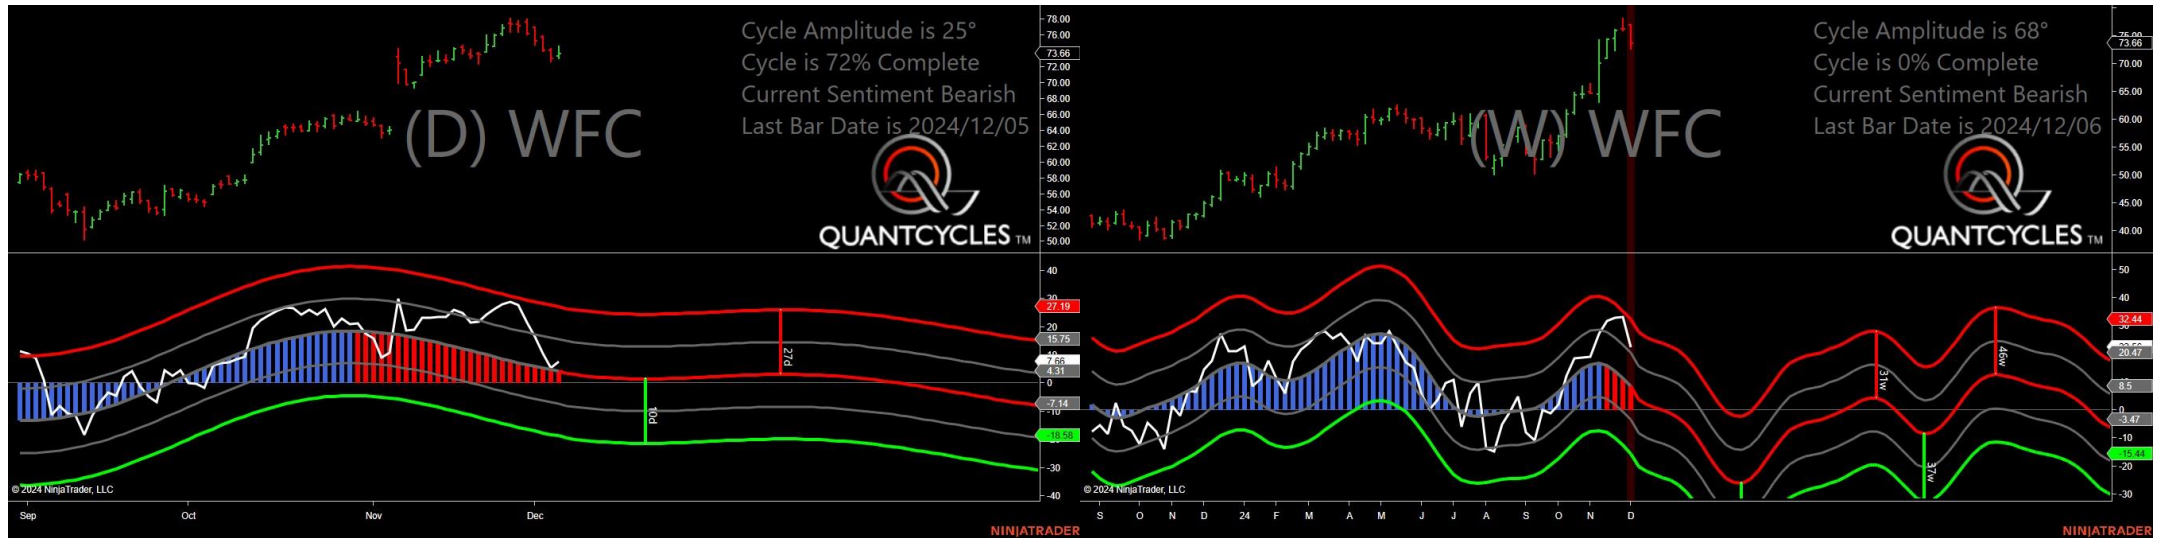 Cycle Amplitude is 25°
Cycle is 72% Complete
Current Sentiment Bearish
Last Bar Date is 2024/12/05
(D) WFC
QUANTCYCLES TM
78.00
76.00
73.66
72.00
70.00
68.00
66.00
64.00
62.00
60.00
58.00
56.00
54.00
52.00
50.00
40
27.19
20
15.75
7.66
4.31
0
-7.14
-10
-18.58
-30
-40
10d
27d
© 2024 NinjaTrader, LLC
Sep Oct Nov Dec
NINJATRADER
Cycle Amplitude is 68°
Cycle is 0% Complete
Current Sentiment Bearish
Last Bar Date is 2024/12/06
(W) WFC
QUANTCYCLES TM
75.00
73.66
70.00
65.00
60.00
55.00
50.00
45.00
40.00
50
40
32.44
20.47
8.5
0
-3.47
-10
-15.44
-20
-30
31w
37w
46w
© 2024 NinjaTrader, LLC
S O N D 24 F M A M J J A S O N D
NINJATRADER